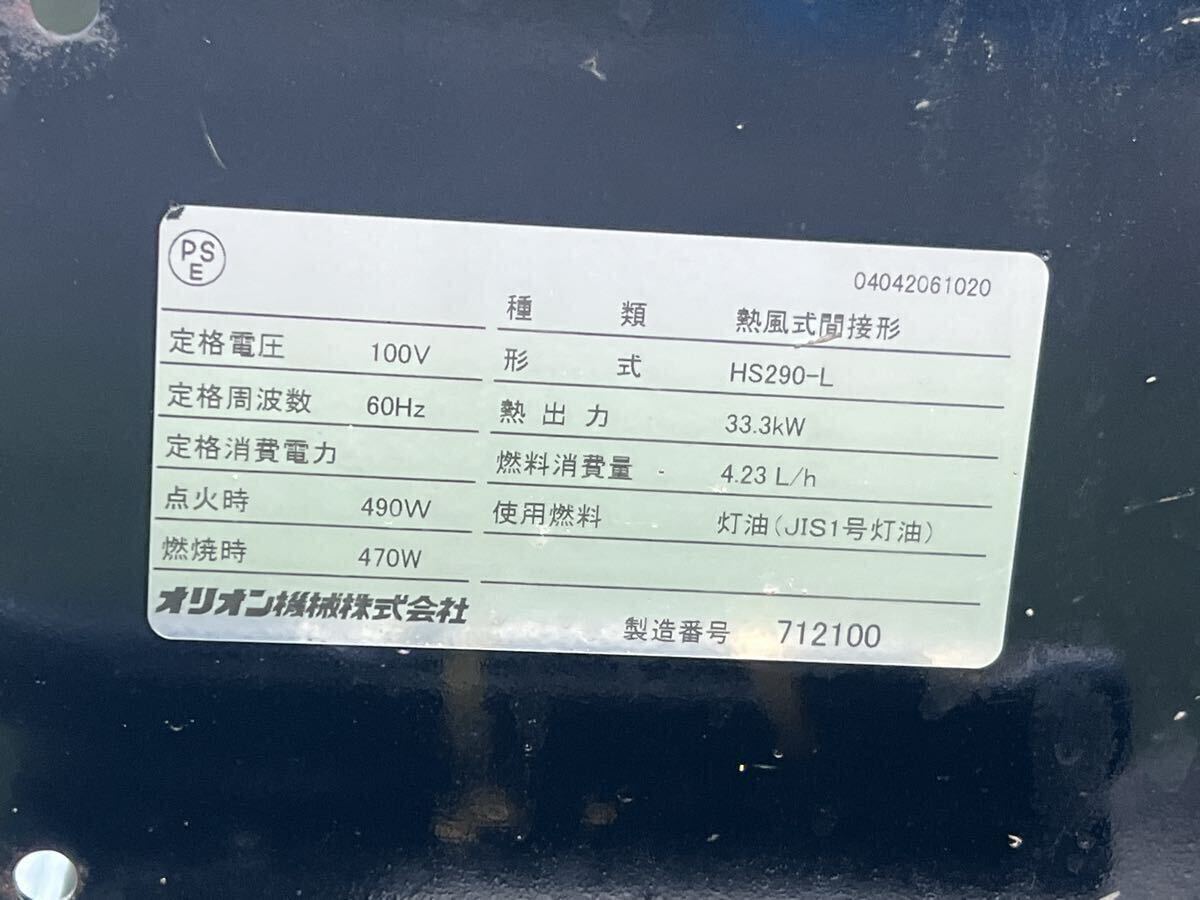 PS
E
04042061020
定格電圧 100V
定格周波数 60Hz
定格消費電力
点火時 490W
燃焼時 470W
オリオン機械株式会社
種類 熱風式間接形
形式 HS290-L
熱出力 33.3kW
燃料消費量 4.23 L/h
使用燃料 灯油(JIS1号灯油)
製造番号 712100